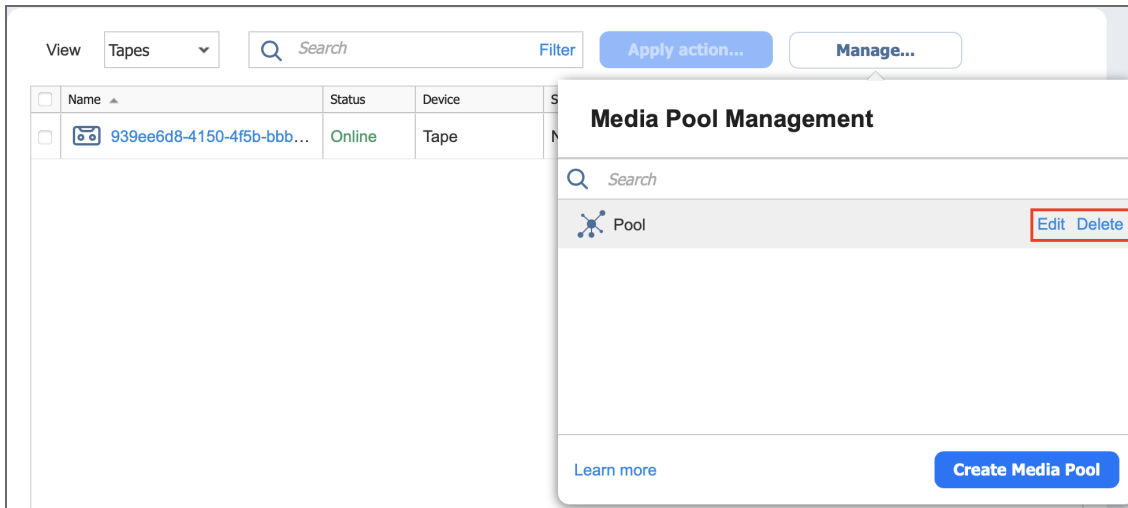 View Tapes Search Filter Apply action... Manage...
Name Status Device S
939ee6d8-4150-4f5b-bbb... Online Tape N
Media Pool Management
Search
Pool Edit Delete
Learn more Create Media Pool